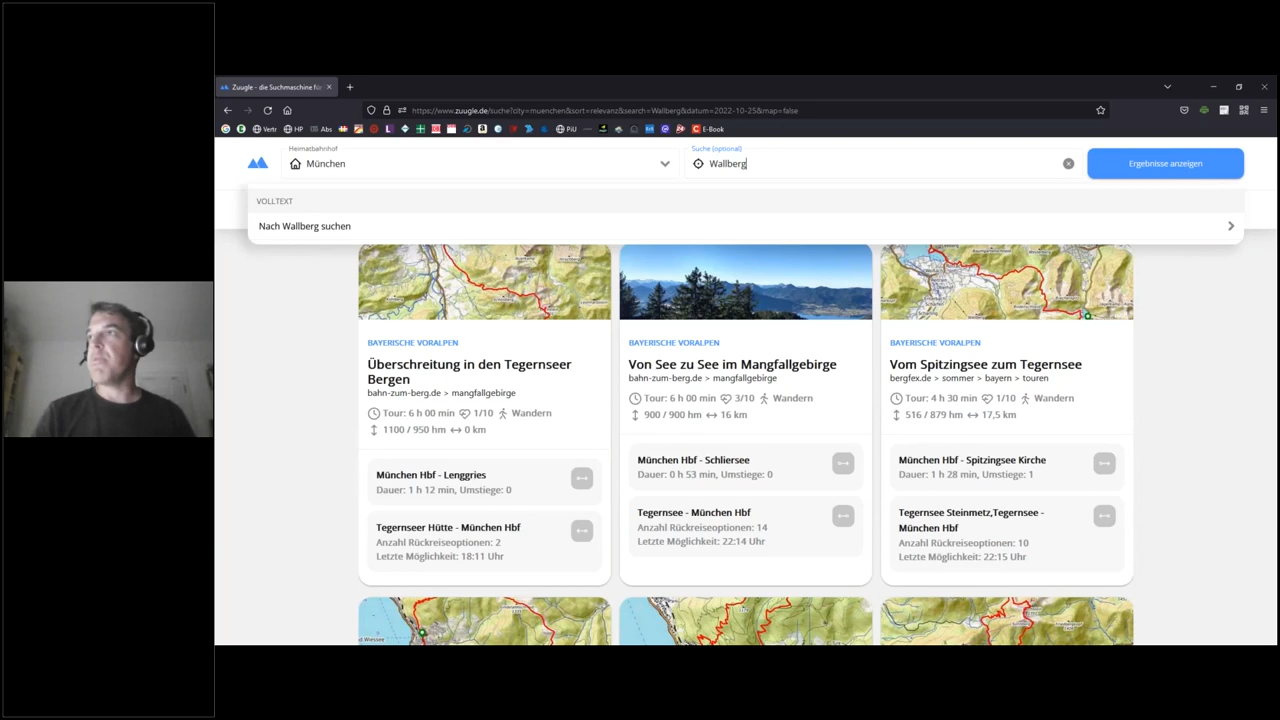 Zuugle - die Suchmaschine für
https://www.zuugle.de/suche?city=muenchen&sort=relevanz&search=Wallberg&datum=2022-10-25&map=false
Vertr
HP
Abs
PiU
E-Book
Heimatbahnhof
München
Suche (optional)
Wallberg
Ergebnisse anzeigen
VOLLTEXT
Nach Wallberg suchen
BAYERISCHE VORALPEN
Überschreitung in den Tegernseer
Bergen
bahn-zum-berg.de > mangfallgebirge
Tour: 6 h 00 min 1/10 Wandern
1100 / 950 hm 0 km
München Hbf - Lenggries
Dauer: 1 h 12 min, Umstiege: 0
Tegernseer Hütte - München Hbf
Anzahl Rückreiseoptionen: 2
Letzte Möglichkeit: 18:11 Uhr
BAYERISCHE VORALPEN
Von See zu See im Mangfallgebirge
bahn-zum-berg.de > mangfallgebirge
Tour: 6 h 00 min 3/10 Wandern
900 / 900 hm 16 km
München Hbf - Schliersee
Dauer: 0 h 53 min, Umstiege: 0
Tegernsee - München Hbf
Anzahl Rückreiseoptionen: 14
Letzte Möglichkeit: 22:14 Uhr
BAYERISCHE VORALPEN
Vom Spitzingsee zum Tegernsee
bergfex.de > sommer > bayern > touren
Tour: 4 h 30 min 1/10 Wandern
516 / 879 hm 17,5 km
München Hbf - Spitzingsee Kirche
Dauer: 1 h 28 min, Umstiege: 1
Tegernsee Steinmetz,Tegernsee -
München Hbf
Anzahl Rückreiseoptionen: 10
Letzte Möglichkeit: 22:15 Uhr